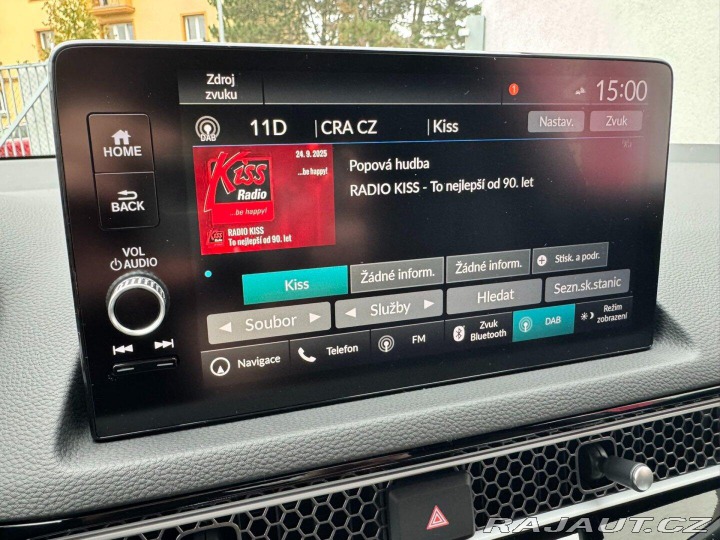 Zdroj
zvuku
1
15:00
HOME
BACK
VOL
AUDIO
DAB
11D
CRA CZ
Kiss
Nastav.
Zvuk
24. 9. 2025
...be happy!
Kiss
Radio
...be happy!
RADIO KISS
To nejlepší od 90. let
Popová hudba
RADIO KISS - To nejlepší od 90. let
Kiss
Žádné inform.
Žádné inform.
Stisk. a podr.
Soubor
Služby
Hledat
Sezn.sk.stanic
Navigace
Telefon
FM
Zvuk
Bluetooth
DAB
Režim
zobrazení
RAJAUT.CZ